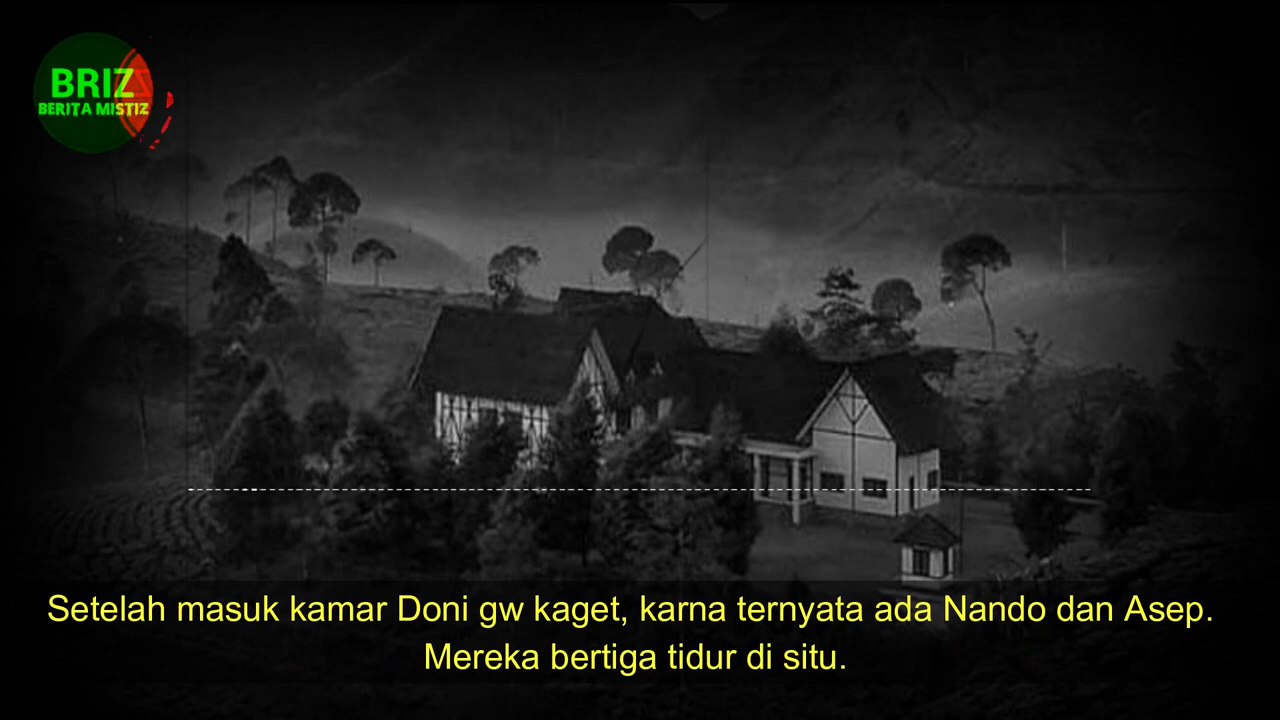 BRIZ
BERITA MISTIZ
Setelah masuk kamar Doni gw kaget, karna ternyata ada Nando dan Asep.
Mereka bertiga tidur di situ.